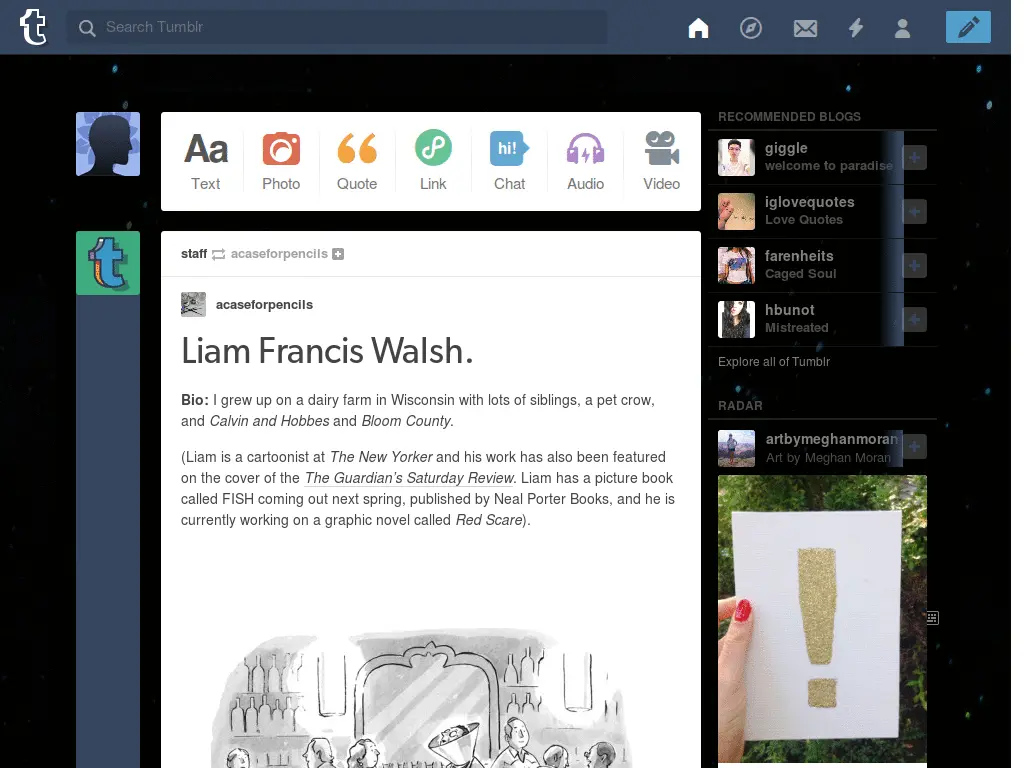 Search Tumblr
Aa
hi!
Text
Photo
Quote
Link
Chat
Audio
Video
staff acaseforpencils
acaseforpencils
Liam Francis Walsh.
Bio: I grew up on a dairy farm in Wisconsin with lots of siblings, a pet crow,
and Calvin and Hobbes and Bloom County.
(Liam is a cartoonist at The New Yorker and his work has also been featured
on the cover of the The Guardian’s Saturday Review. Liam has a picture book
called FISH coming out next spring, published by Neal Porter Books, and he is
currently working on a graphic novel called Red Scare).
RECOMMENDED BLOGS
giggle
welcome to paradise
iglovequotes
Love Quotes
farenheits
Caged Soul
hbunot
Mistreated
Explore all of Tumblr
RADAR
artbymeghanmoran
Art by Meghan Moran
!